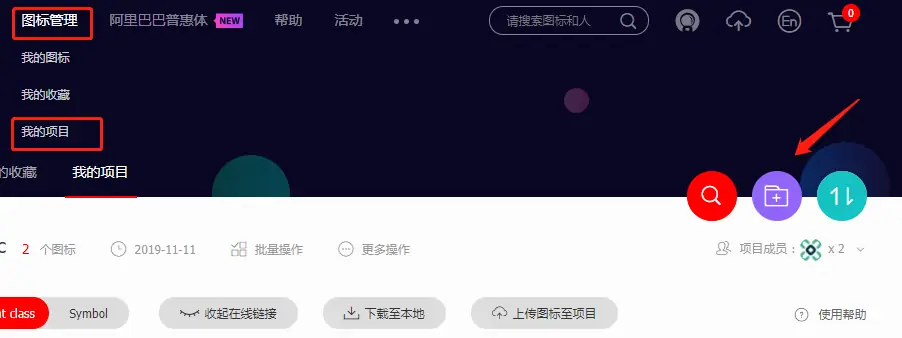 图标管理 阿里巴巴普惠体 NEW 帮助 活动 ••• 请搜索图标和人 En 0
我的图标
我的收藏
我的项目
的收藏 我的项目
C 2 个图标 2019-11-11 批量操作 更多操作 项目成员： x 2
nt class Symbol 收起在线链接 下载至本地 上传图标至项目 使用帮助